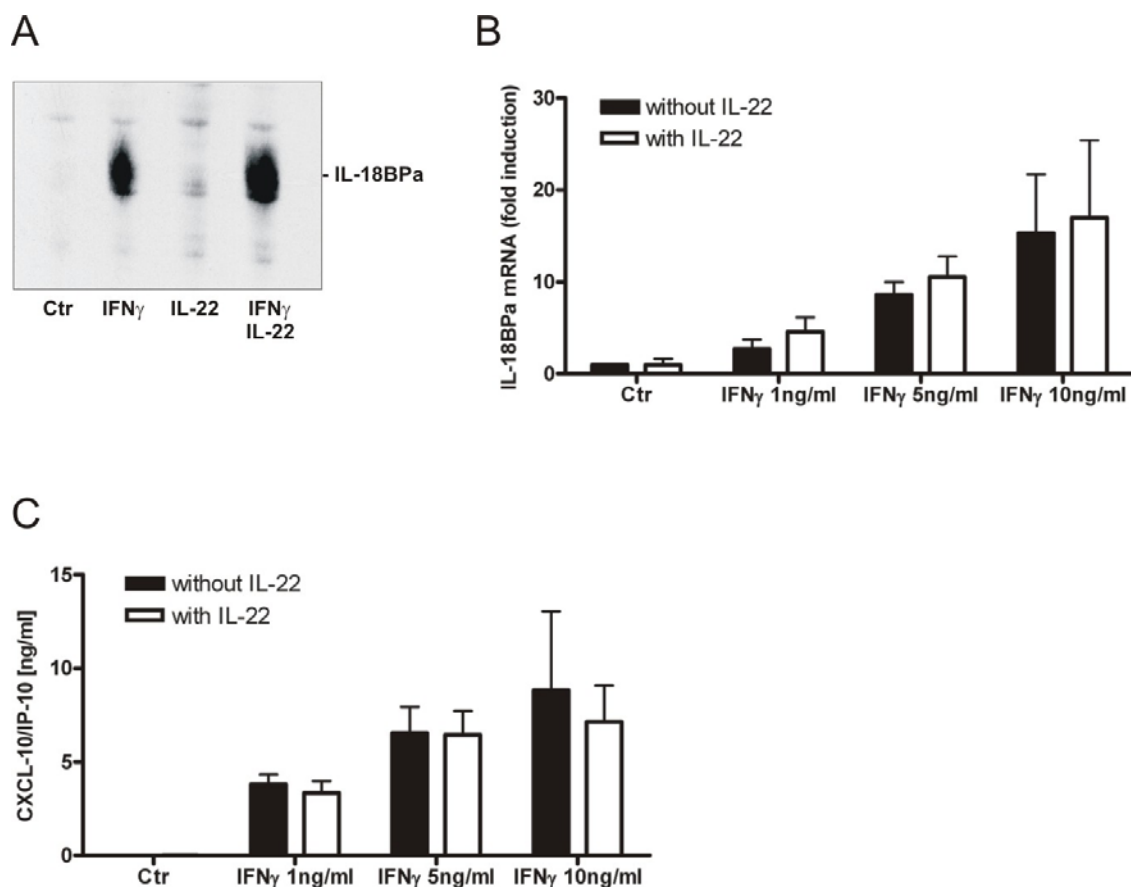 A
- IL-18BPa
Ctr IFNγ IL-22 IFNγ
IL-22
B
IL-18BPa mRNA (fold induction)
30
20
10
0
without IL-22
with IL-22
Ctr IFNγ 1ng/ml IFNγ 5ng/ml IFNγ 10ng/ml
C
CXCL-10/IP-10 [ng/ml]
15
10
5
0
without IL-22
with IL-22
Ctr IFNγ 1ng/ml IFNγ 5ng/ml IFNγ 10ng/ml